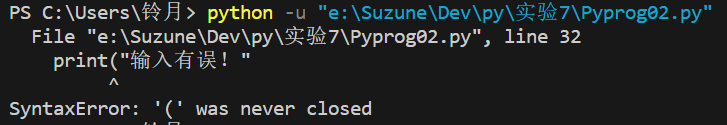 PS C:\Users\铃月> python -u "e:\Suzune\Dev\py\实验7\Pyprog02.py"
  File "e:\Suzune\Dev\py\实验7\Pyprog02.py", line 32
    print("输入有误！"
         ^
SyntaxError: '(' was never closed